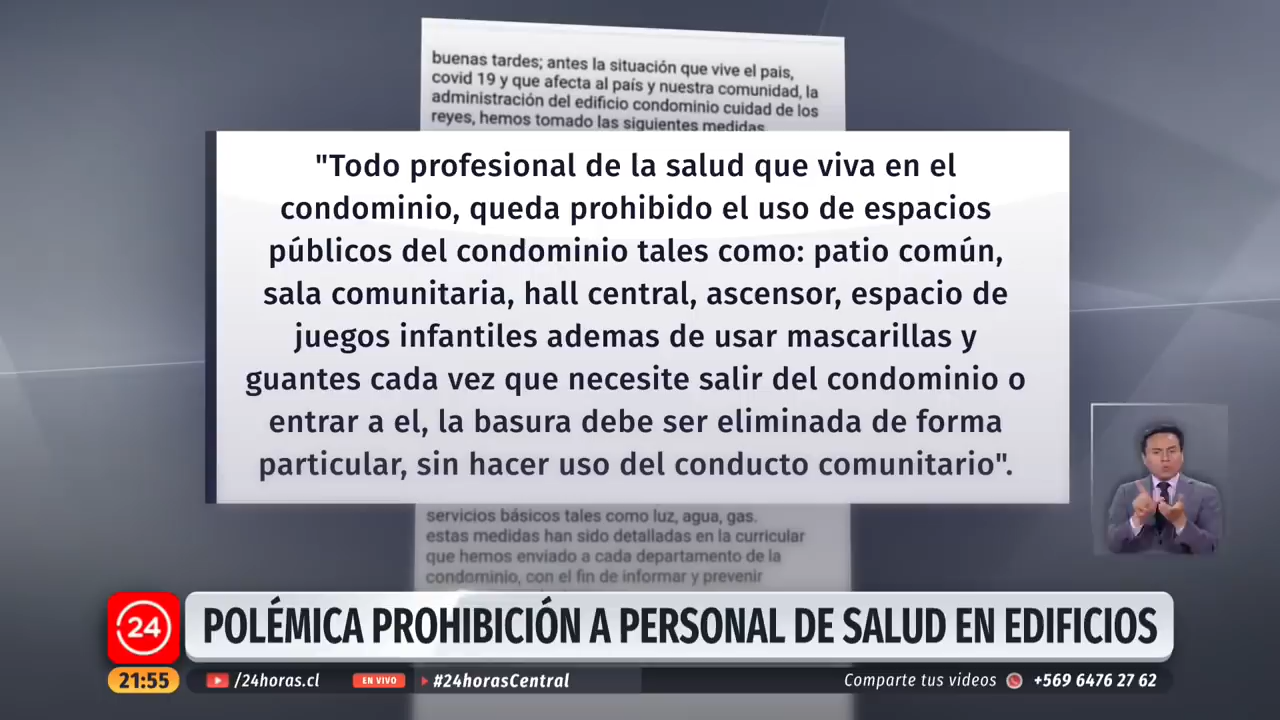 buenas tardes; antes la situación que vive el pais,
covid 19 y que afecta al país y nuestra comunidad, la
administración del edificio condominio cuidad de los
reyes, hemos tomado las siguientes medidas
"Todo profesional de la salud que viva en el
condominio, queda prohibido el uso de espacios
públicos del condominio tales como: patio común,
sala comunitaria, hall central, ascensor, espacio de
juegos infantiles ademas de usar mascarillas y
guantes cada vez que necesite salir del condominio o
entrar a el, la basura debe ser eliminada de forma
particular, sin hacer uso del conducto comunitario".
servicios básicos tales como luz, agua, gas.
estas medidas han sido detalladas en la curricular
que hemos enviado a cada departamento de la
condominio, con el fin de informar y prevenir
24 POLÉMICA PROHIBICIÓN A PERSONAL DE SALUD EN EDIFICIOS
21:55 /24horas.cl EN VIVO #24horasCentral Comparte tus videos +569 6476 27 62